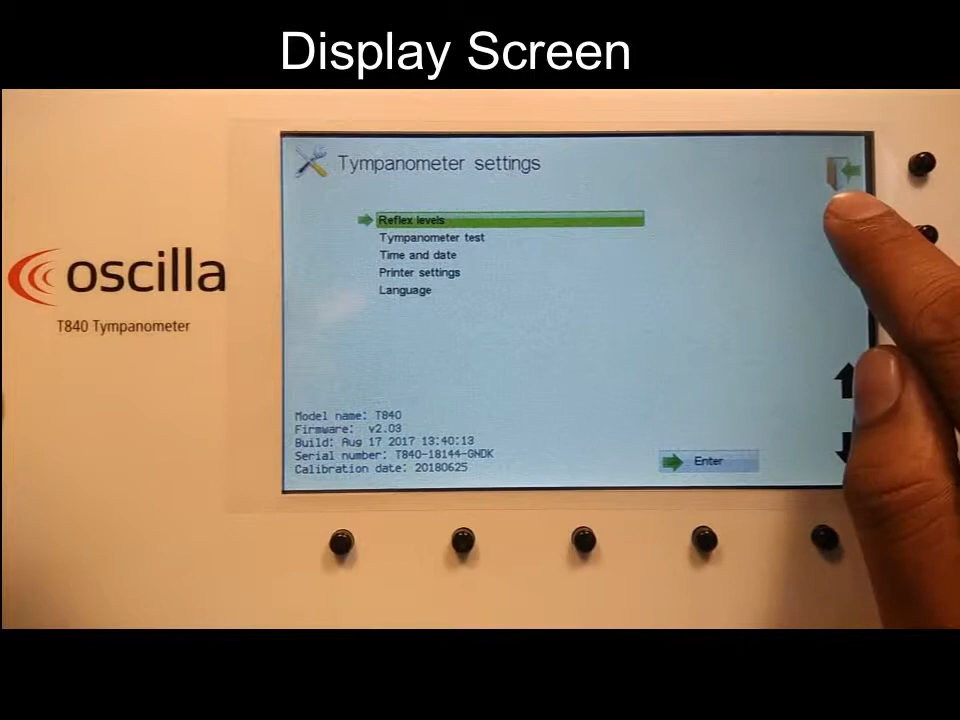 Display Screen
Tympanometer settings
Reflex levels
Tympanometer test
Time and date
Printer settings
Language
oscilla
T840 Tympanometer
Model name: T840
Firmware: v2.03
Build: Aug 17 2017 13:40:13
Serial number: T840-18144-GNDK
Calibration date: 20180625
Enter